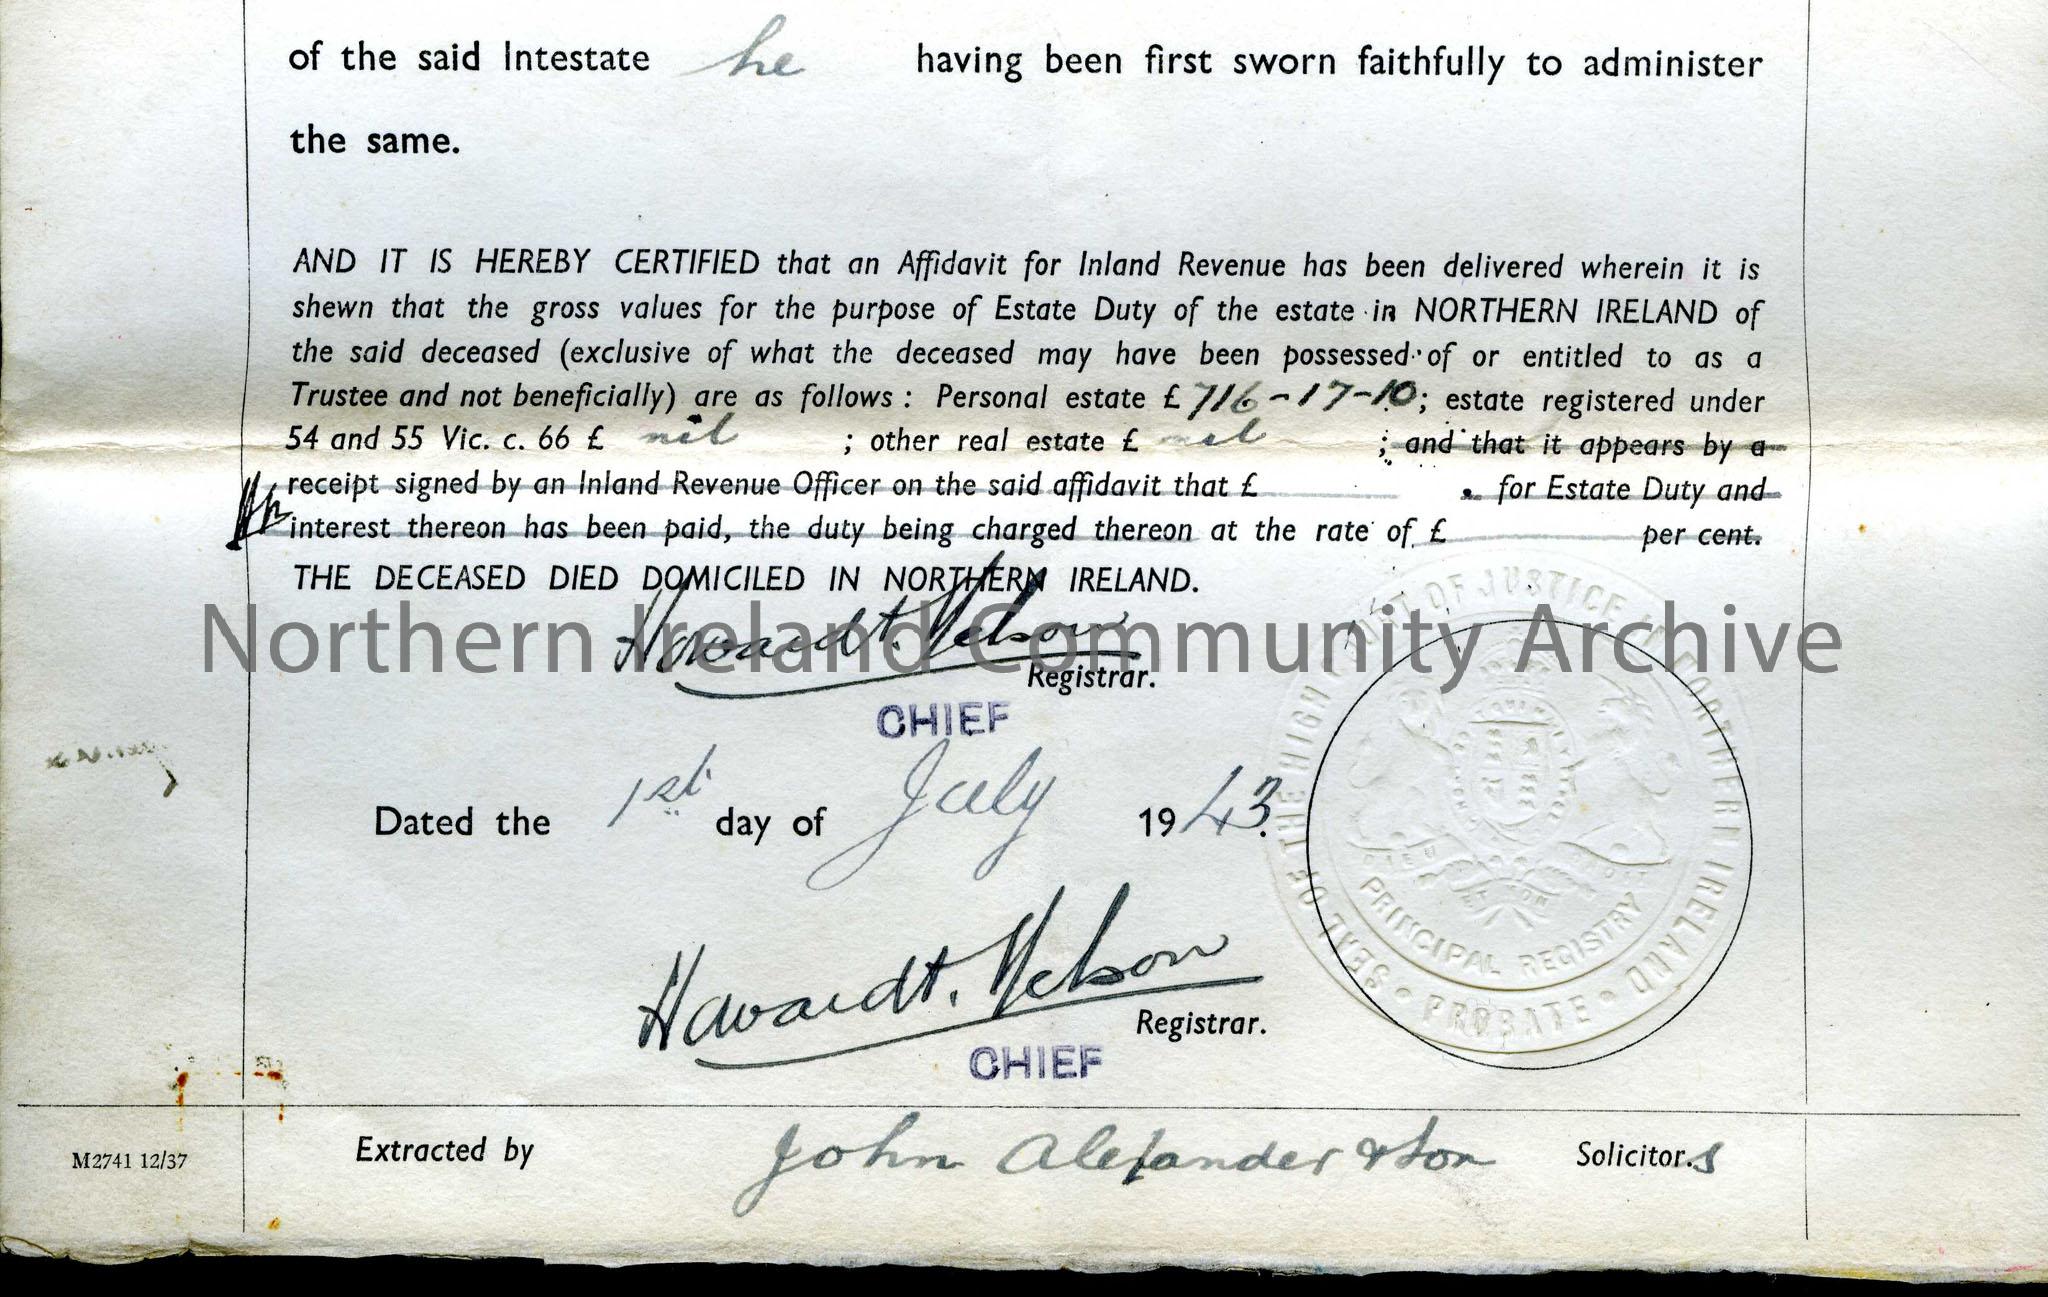 of the said Intestate he having been first sworn faithfully to administer
the same.
AND IT IS HEREBY CERTIFIED that an Affidavit for Inland Revenue has been delivered wherein it is
shewn that the gross values for the purpose of Estate Duty of the estate in NORTHERN IRELAND of
the said deceased (exclusive of what the deceased may have been possessed of or entitled to as a
Trustee and not beneficially) are as follows : Personal estate £716-17-10; estate registered under
54 and 55 Vic. c. 66 £ nil ; other real estate £ nil ; and that it appears by a
receipt signed by an Inland Revenue Officer on the said affidavit that £ for Estate Duty and
interest thereon has been paid, the duty being charged thereon at the rate of £ per cent.
THE DECEASED DIED DOMICILED IN NORTHERN IRELAND.
Northern Ireland Community Archive
Nelson
Registrar.
CHIEF
Dated the 1st day of July 1943.
Nelson
Registrar.
CHIEF
SEAL OF THE HIGH COURT OF JUSTICE IN NORTHERN IRELAND
PRINCIPAL REGISTRY
• PROBATE •
M2741 12/37
Extracted by John Alexander & Son Solicitor.s